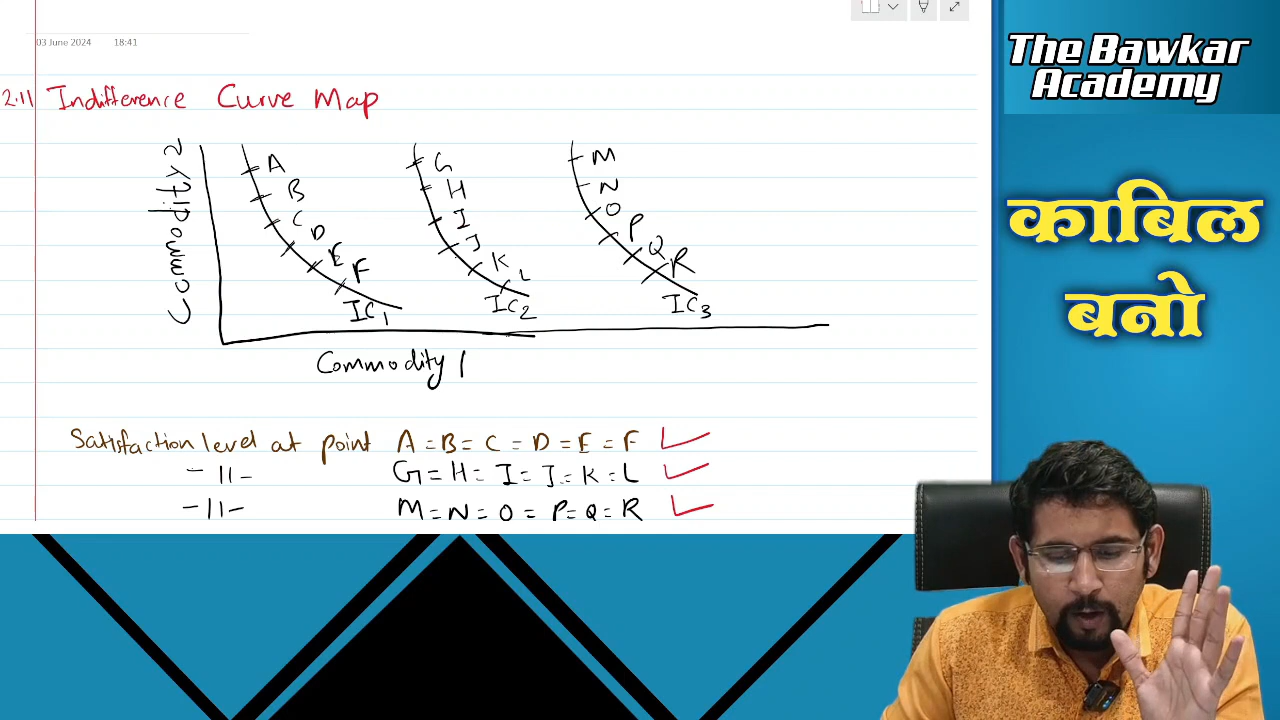 03 June 2024 18:41
2.11 Indifference Curve Map
Commodity 2
A
B
C
D
E
F
IC1
G
H
I
J
K
L
IC2
M
N
O
P
Q
R
IC3
Commodity 1
Satisfaction level at point A = B = C = D = E = F
-11- G = H = I = J = K = L
-11- M = N = O = P = Q = R
The Bawkar
Academy
काबिल
बनो